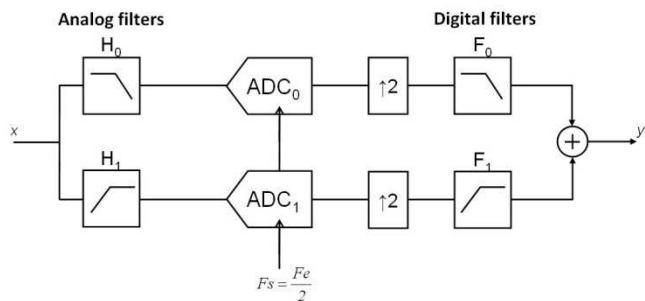 Analog filters
Digital filters
H₀
F₀
ADC₀
↑2
x
y
+
H₁
F₁
ADC₁
↑2
Fs = Fe/2